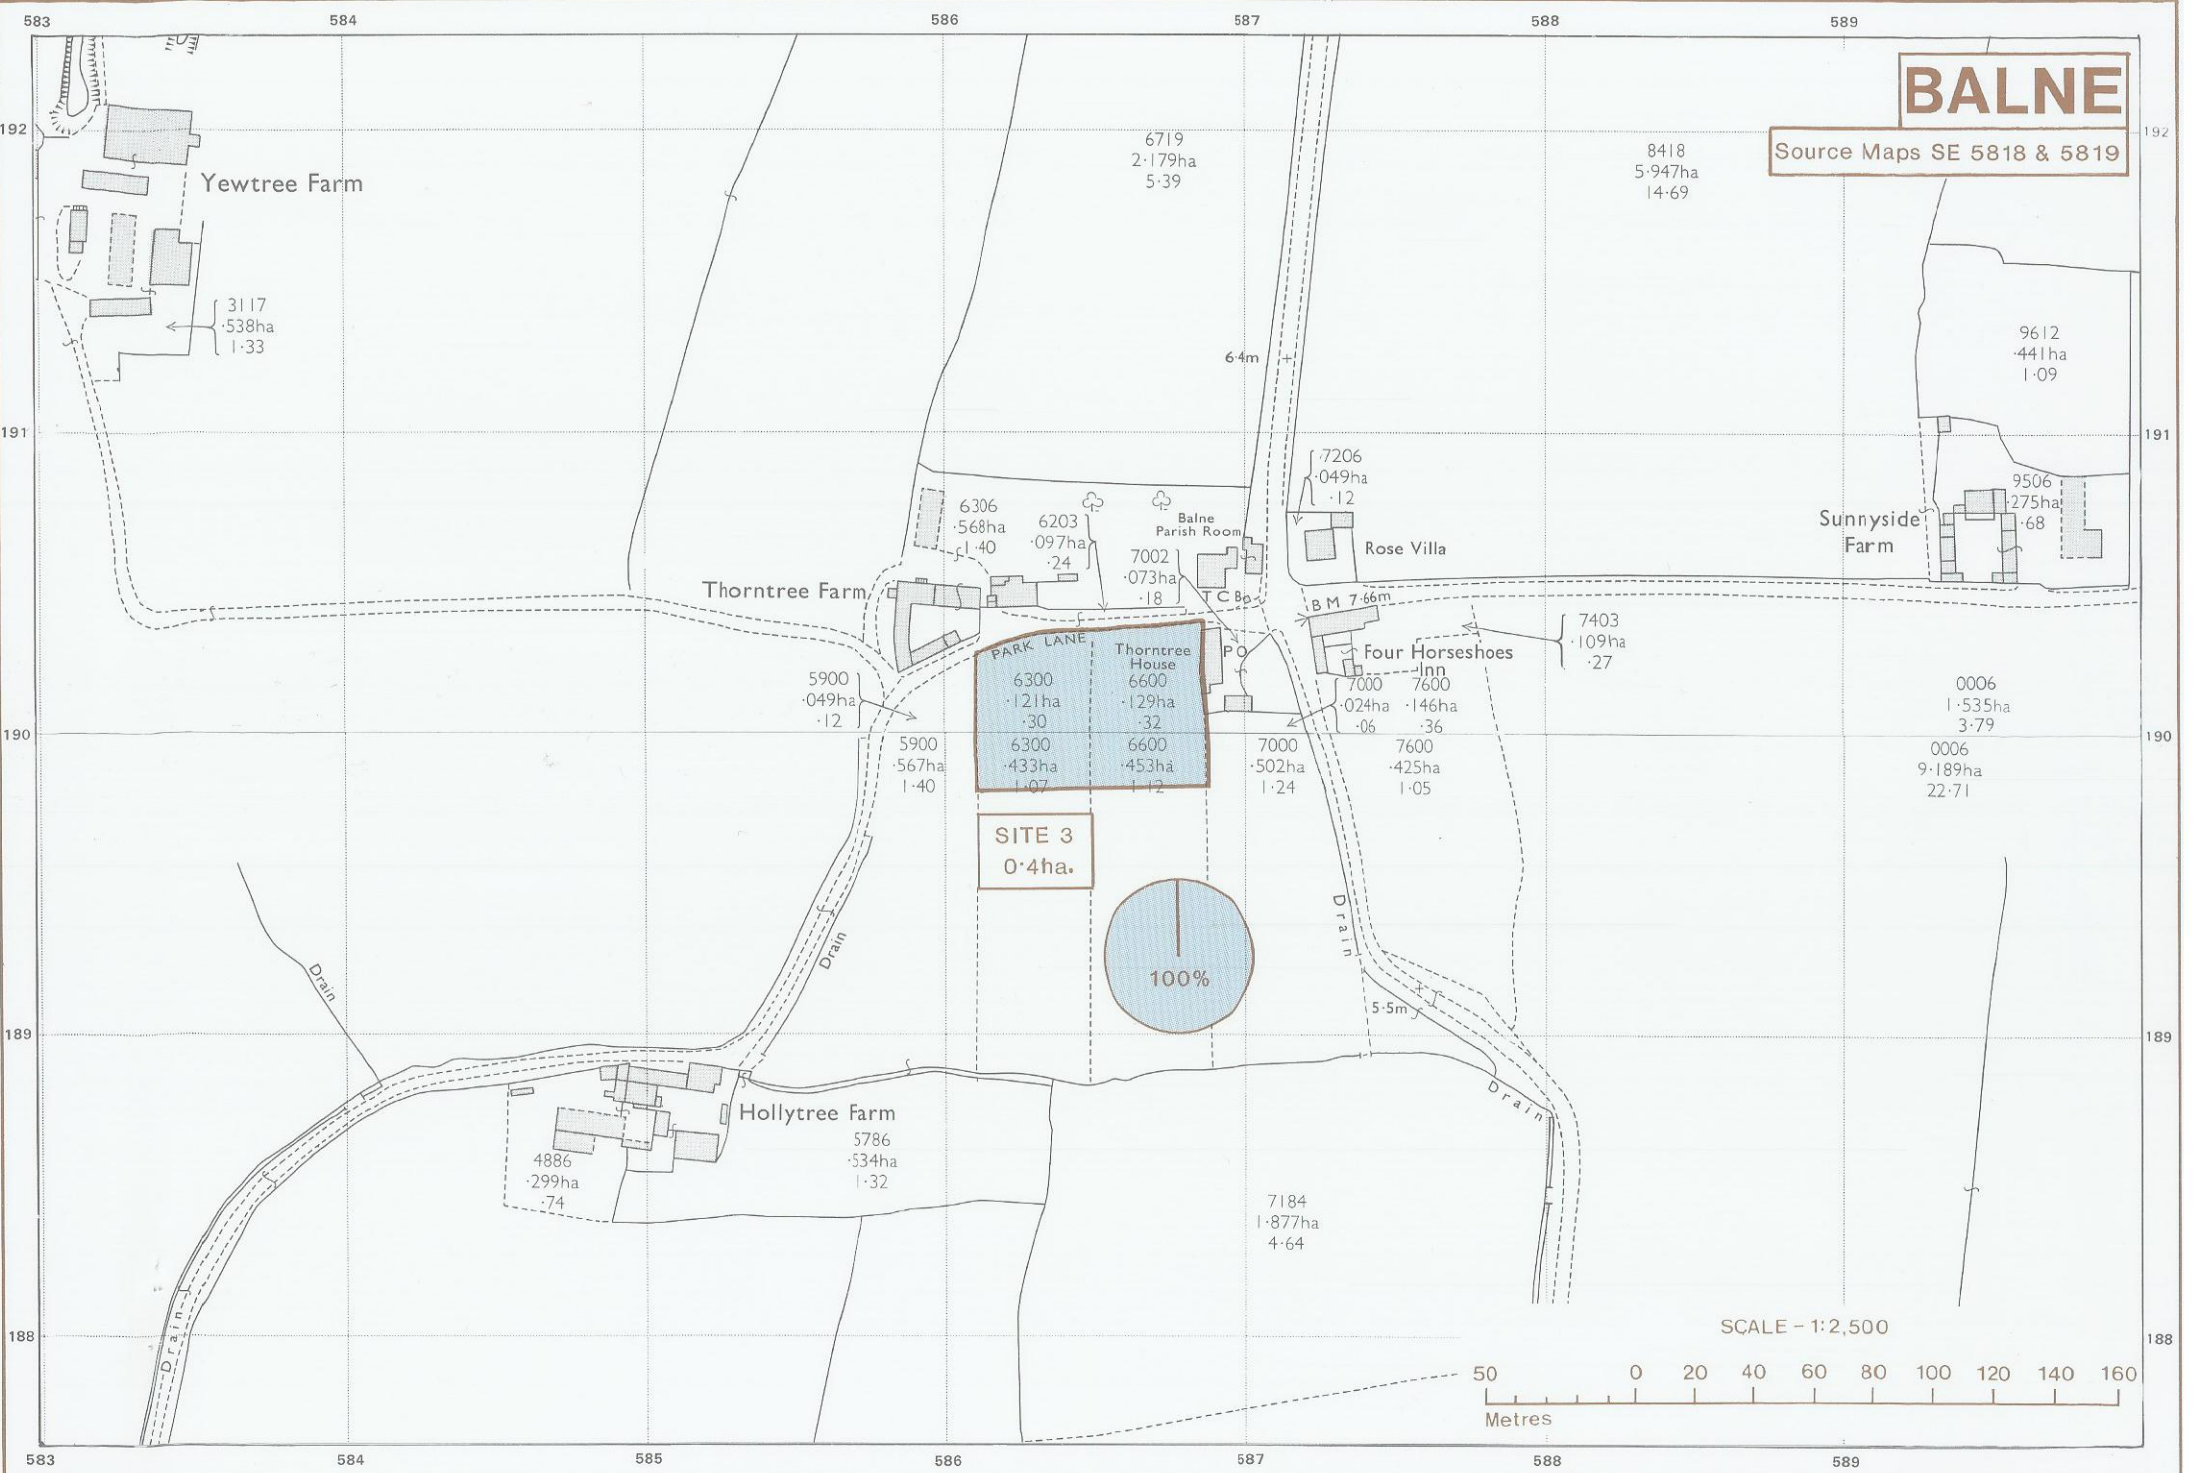 583 584 586 587 588 589
BALNE
192 192
Source Maps SE 5818 & 5819
6719
2·179ha
5·39
8418
5·947ha
14·69
Yewtree Farm
3117
·538ha
1·33
9612
·441ha
1·09
6·4m
191 191
7206
·049ha
·12
6306
·568ha
1·40
6203
·097ha
·24
Balne
Parish Room
7002
·073ha
·18
Rose Villa
Sunnyside
Farm
9506
·275ha
·68
Thorntree Farm
TCB
BM 7·66m
7403
·109ha
·27
PARK LANE
Thorntree
House
PO
Four Horseshoes
Inn
5900
·049ha
·12
6300
·121ha
·30
6600
·129ha
·32
7000
·024ha
·06
7600
·146ha
·36
0006
1·535ha
3·79
190 190
5900
·567ha
1·40
6300
·433ha
1·07
6600
·453ha
1·12
7000
·502ha
1·24
7600
·425ha
1·05
0006
9·189ha
22·71
SITE 3
0·4ha.
Drain
Drain
Drain
100%
5·5m
189 189
Drain
Hollytree Farm
5786
·534ha
1·32
4886
·299ha
·74
7184
1·877ha
4·64
Drain
188 188
SCALE – 1:2,500
50 0 20 40 60 80 100 120 140 160
Metres
583 584 585 586 587 588 589